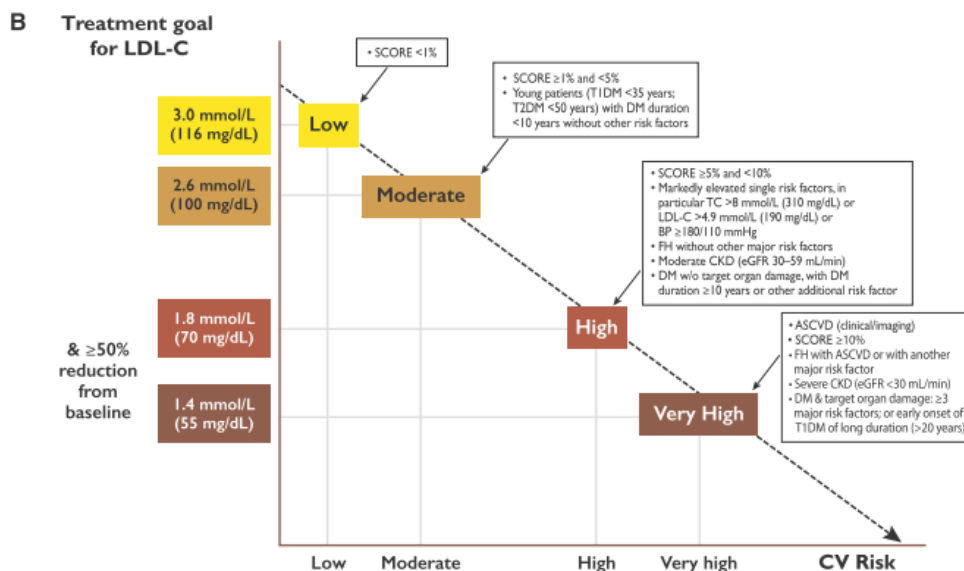 B
Treatment goal
for LDL-C
3.0 mmol/L
(116 mg/dL)
2.6 mmol/L
(100 mg/dL)
1.8 mmol/L
(70 mg/dL)
& ≥50%
reduction
from
baseline
1.4 mmol/L
(55 mg/dL)
Low
• SCORE <1%
Moderate
• SCORE ≥1% and <5%
• Young patients (T1DM <35 years;
T2DM <50 years) with DM duration
<10 years without other risk factors
High
• SCORE ≥5% and <10%
• Markedly elevated single risk factors, in
particular TC >8 mmol/L (310 mg/dL) or
LDL-C >4.9 mmol/L (190 mg/dL) or
BP ≥180/110 mmHg
• FH without other major risk factors
• Moderate CKD (eGFR 30–59 mL/min)
• DM w/o target organ damage, with DM
duration ≥10 years or other additional risk factor
Very High
• ASCVD (clinical/imaging)
• SCORE ≥10%
• FH with ASCVD or with another
major risk factor
• Severe CKD (eGFR <30 mL/min)
• DM & target organ damage: ≥3
major risk factors; or early onset of
T1DM of long duration (>20 years)
Low
Moderate
High
Very high
CV Risk